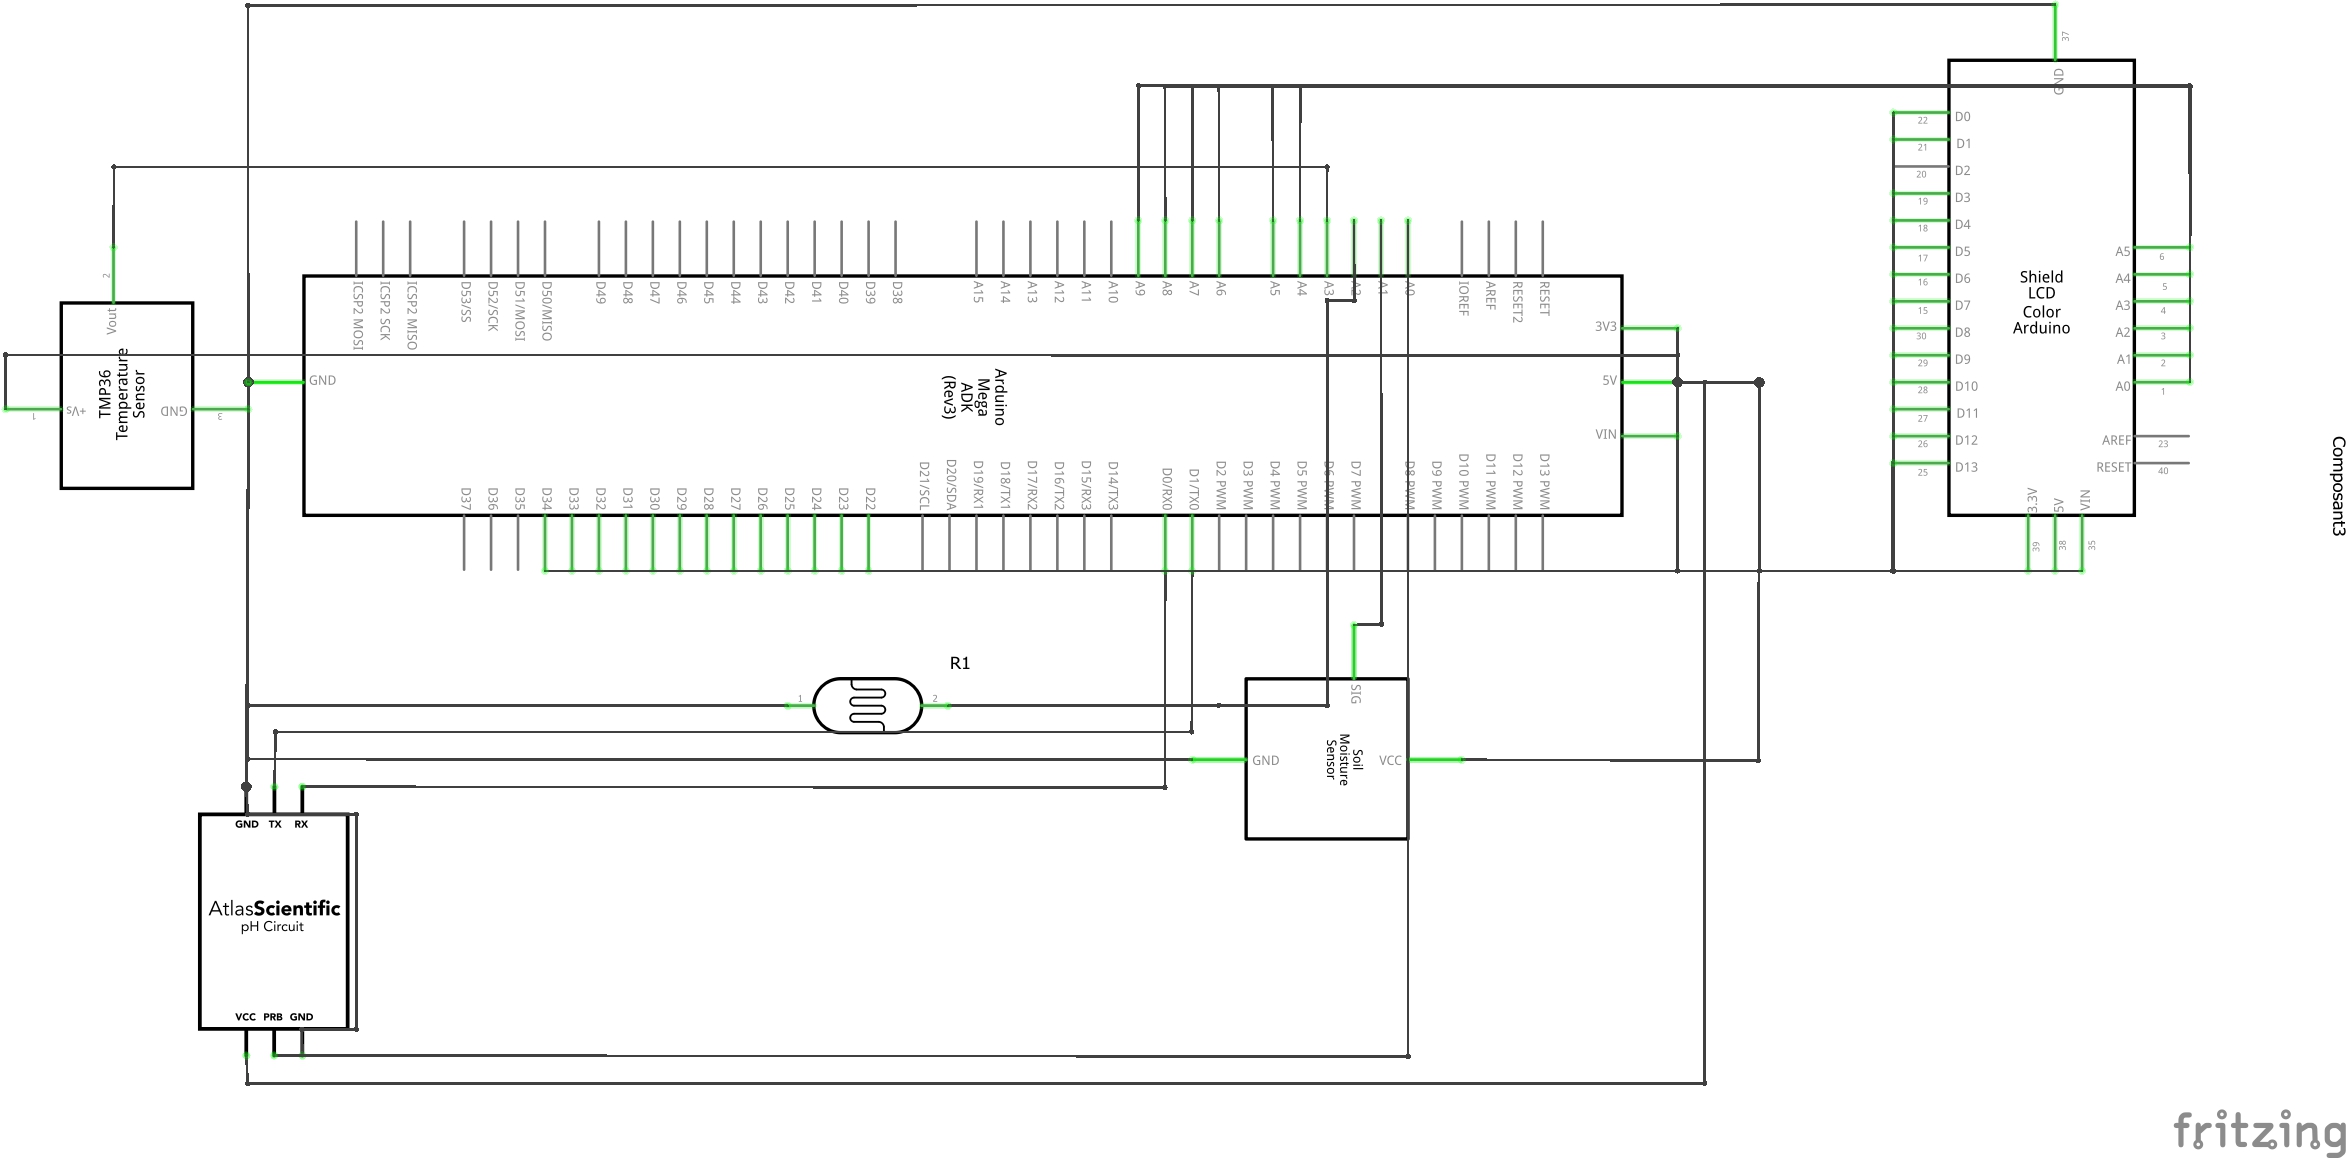 37
GND
2
Vout
TMP36
Temperature
Sensor
+Vs
1
GND
3
ICSP2 MOSI
ICSP2 SCK
ICSP2 MISO
D53/SS
D52/SCK
D51/MOSI
D50/MISO
D49
D48
D47
D46
D45
D44
D43
D42
D41
D40
D39
D38
A15
A14
A13
A12
A11
A10
A9
A8
A7
A6
A5
A4
A3
A2
A1
A0
IOREF
AREF
RESET2
RESET
GND
Arduino
Mega
ADK
(Rev3)
3V3
5V
VIN
D37
D36
D35
D34
D33
D32
D31
D30
D29
D28
D27
D26
D25
D24
D23
D22
D21/SCL
D20/SDA
D19/RX1
D18/TX1
D17/RX2
D16/TX2
D15/RX3
D14/TX3
D0/RX0
D1/TX0
D2 PWM
D3 PWM
D4 PWM
D5 PWM
D6 PWM
D7 PWM
D8 PWM
D9 PWM
D10 PWM
D11 PWM
D12 PWM
D13 PWM
22 D0
21 D1
20 D2
19 D3
18 D4
17 D5
16 D6
15 D7
30 D8
29 D9
28 D10
27 D11
26 D12
25 D13
Shield
LCD
Color
Arduino
A5 6
A4 5
A3 4
A2 3
A1 2
A0 1
AREF 23
RESET 40
3.3V
5V
VIN
39
38
35
Composant3
R1
1
2
SIG
Soil
Moisture
Sensor
GND
VCC
GND TX RX
AtlasScientific
pH Circuit
VCC PRB GND
fritzing